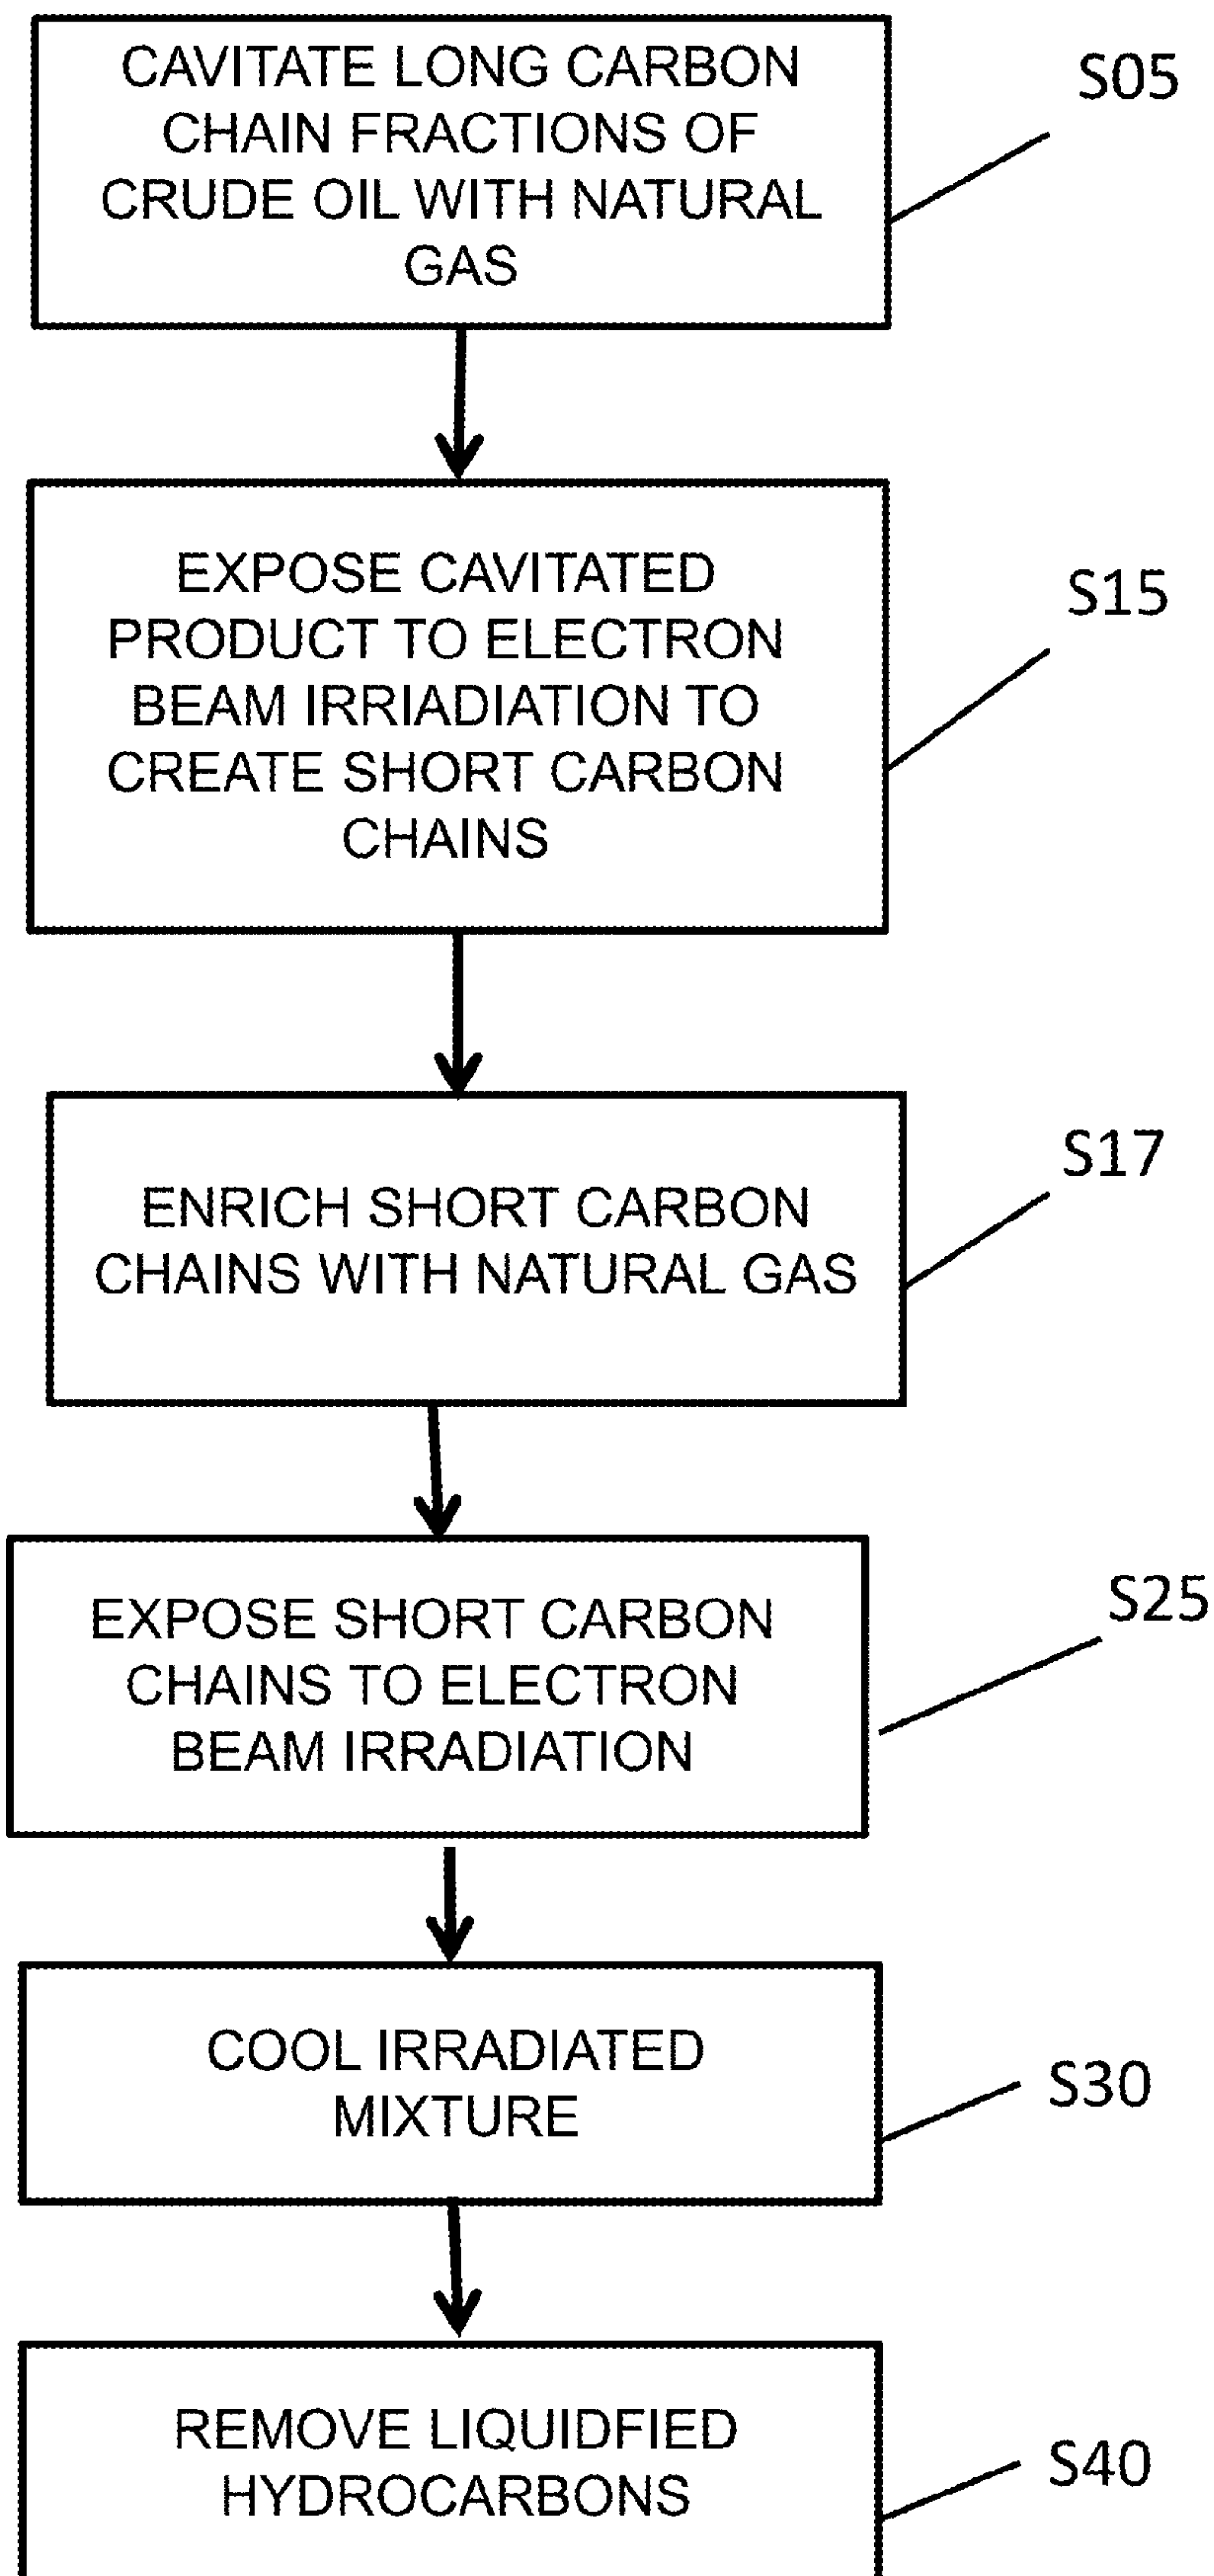 CAVITATE LONG CARBON
CHAIN FRACTIONS OF
CRUDE OIL WITH NATURAL
GAS
S05
EXPOSE CAVITATED
PRODUCT TO ELECTRON
BEAM IRRIADIATION TO
CREATE SHORT CARBON
CHAINS
S15
ENRICH SHORT CARBON
CHAINS WITH NATURAL GAS
S17
EXPOSE SHORT CARBON
CHAINS TO ELECTRON
BEAM IRRADIATION
S25
COOL IRRADIATED
MIXTURE
S30
REMOVE LIQUIDFIED
HYDROCARBONS
S40